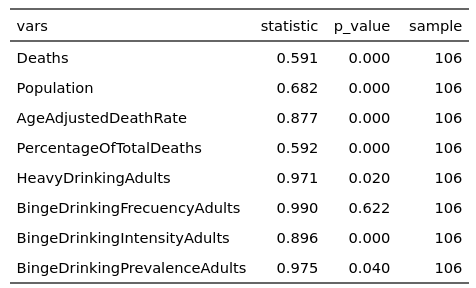 vars statistic p_value sample
Deaths 0.591 0.000 106
Population 0.682 0.000 106
AgeAdjustedDeathRate 0.877 0.000 106
PercentageOfTotalDeaths 0.592 0.000 106
HeavyDrinkingAdults 0.971 0.020 106
BingeDrinkingFrecuencyAdults 0.990 0.622 106
BingeDrinkingIntensityAdults 0.896 0.000 106
BingeDrinkingPrevalenceAdults 0.975 0.040 106